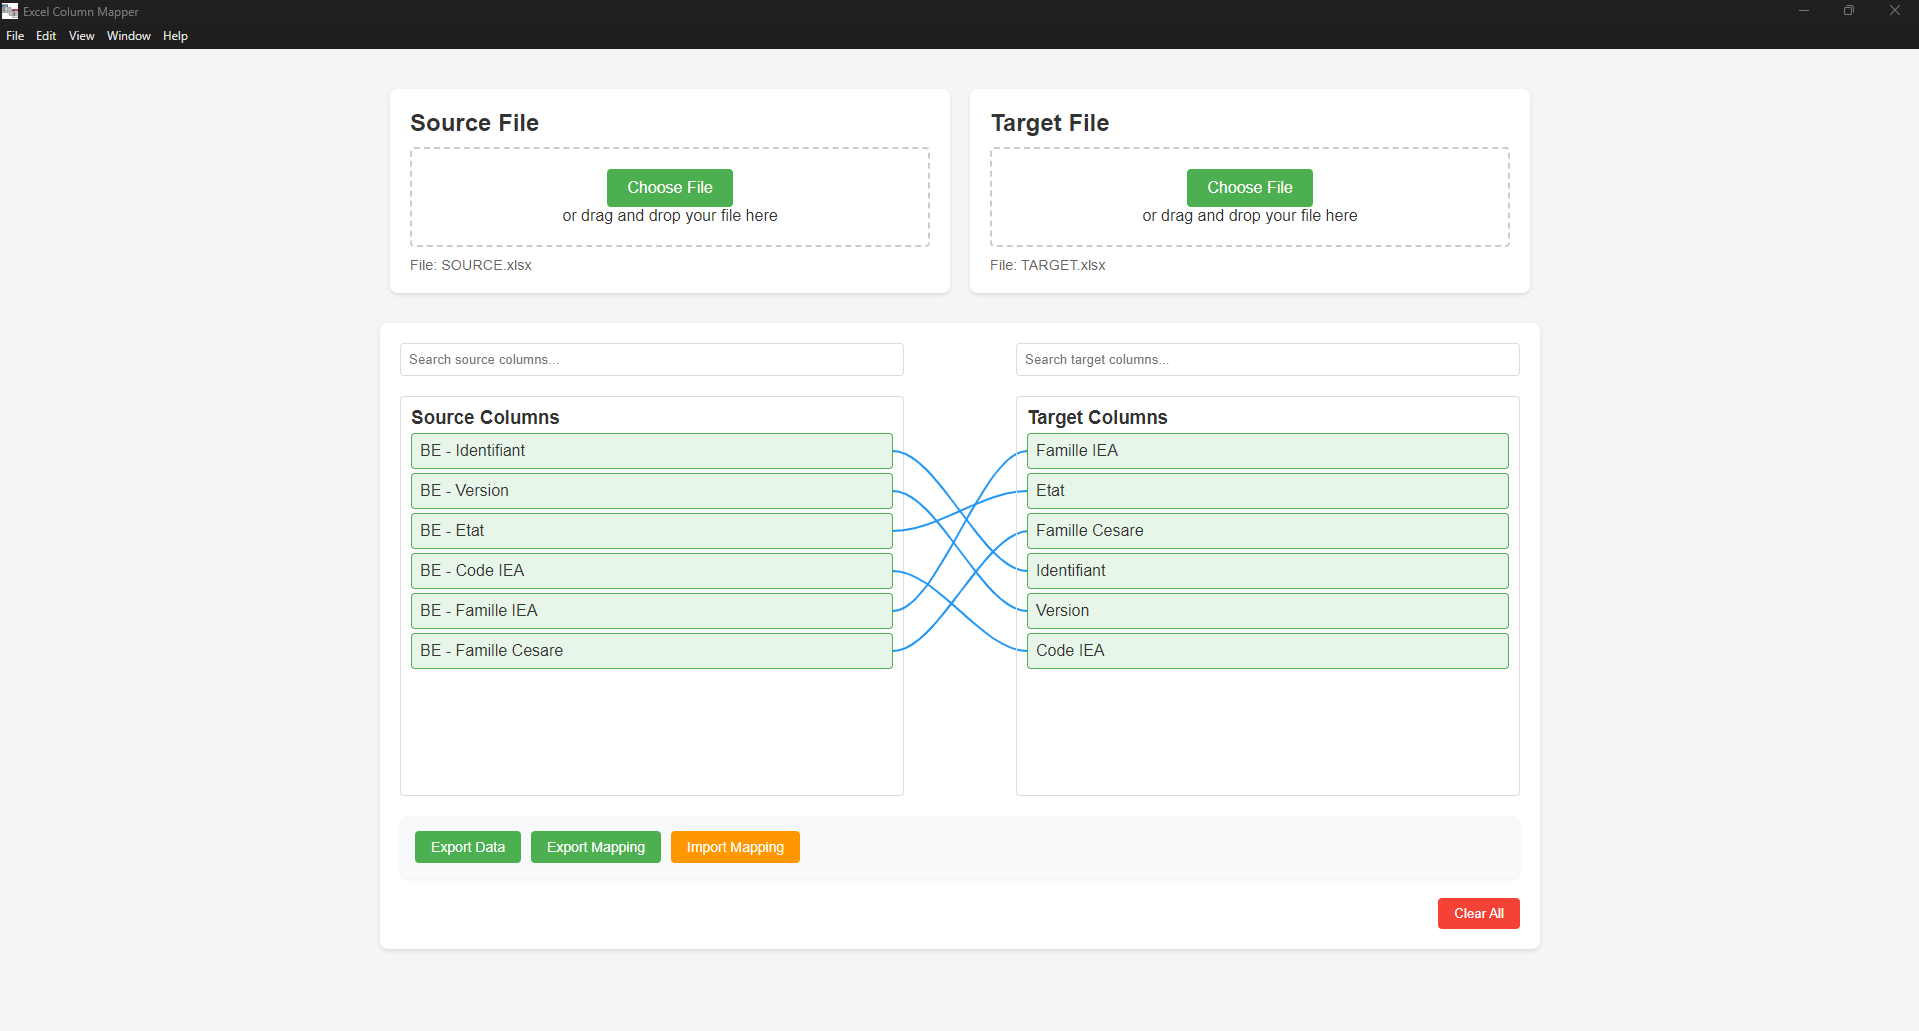 Excel Column Mapper
File Edit View Window Help
Source File
Choose File
or drag and drop your file here
File: SOURCE.xlsx
Target File
Choose File
or drag and drop your file here
File: TARGET.xlsx
Search source columns...
Search target columns...
Source Columns
BE - Identifiant
BE - Version
BE - Etat
BE - Code IEA
BE - Famille IEA
BE - Famille Cesare
Target Columns
Famille IEA
Etat
Famille Cesare
Identifiant
Version
Code IEA
Export Data
Export Mapping
Import Mapping
Clear All